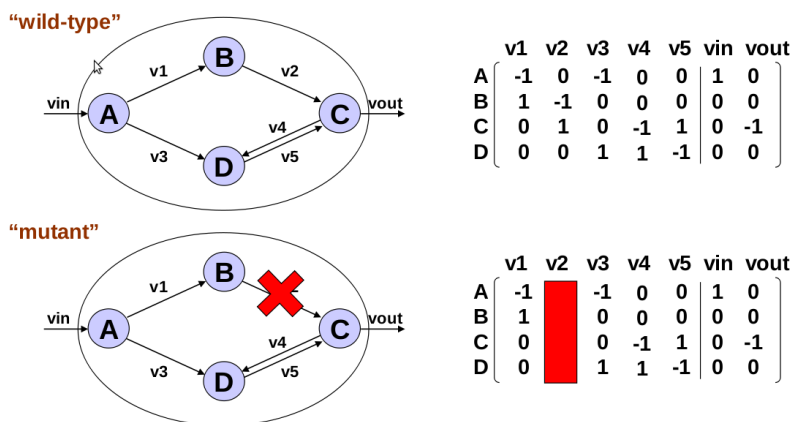 “wild-type”
B
v1
v2
vin
A
C
vout
v4
v3
v5
D
v1 v2 v3 v4 v5 vin vout
A -1 0 -1 0 0 1 0
B 1 -1 0 0 0 0 0
C 0 1 0 -1 1 0 -1
D 0 0 1 1 -1 0 0
“mutant”
B
v1
vin
A
C
vout
v4
v3
v5
D
v1 v2 v3 v4 v5 vin vout
A -1 -1 0 0 1 0
B 1 0 0 0 0 0
C 0 0 -1 1 0 -1
D 0 1 1 -1 0 0